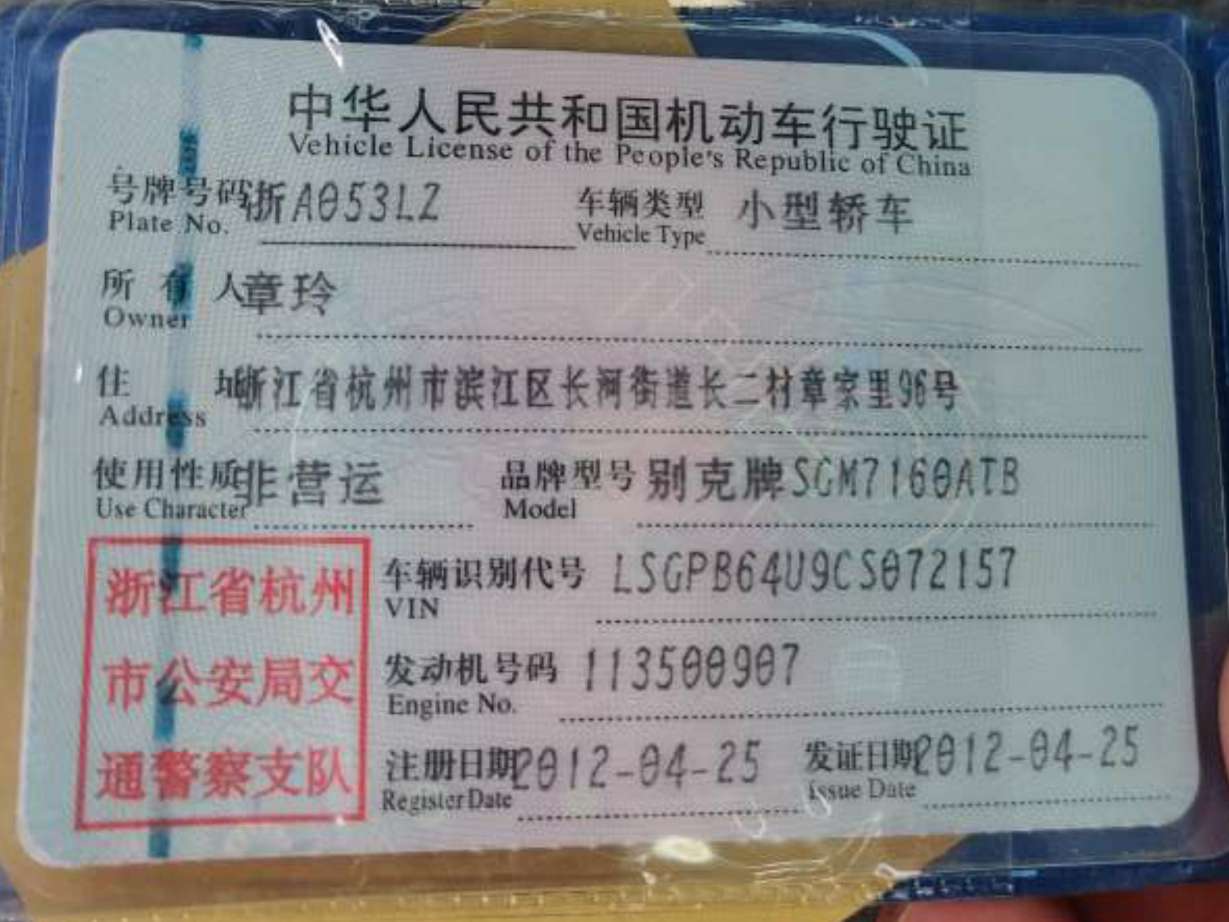 中华人民共和国机动车行驶证
Vehicle License of the People's Republic of China
号牌号码 浙A053LZ 车辆类型 小型轿车
Plate No. Vehicle Type
所有人 章玲
Owner
住址 浙江省杭州市滨江区长河街道长二村章家里96号
Address
使用性质 非营运 品牌型号 别克牌SGM7160ATB
Use Character Model
浙江省杭州 车辆识别代号 LSGPB64U9CS072157
VIN
市公安局交 发动机号码 113500907
Engine No.
通警察支队 注册日期 2012-04-25 发证日期 2012-04-25
Register Date Issue Date